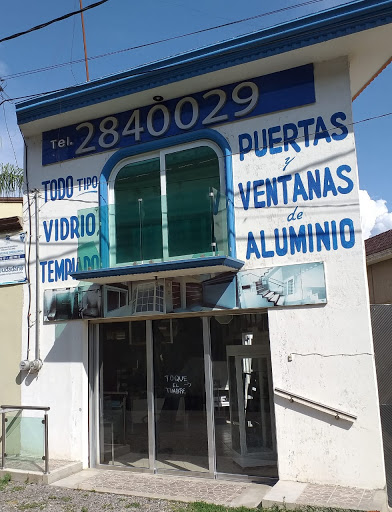 Tel. 2840029
TODO TIPO
VIDRIO
TEMPLADO
PUERTAS
y
VENTANAS
de
ALUMINIO
TOQUE
EL
TIMBRE